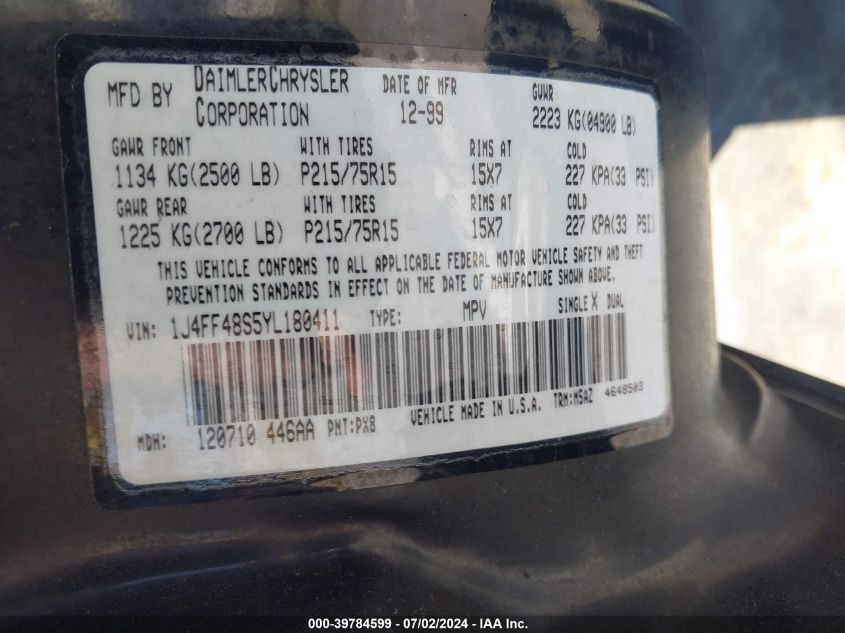 MFD BY DAIMLERCHRYSLER CORPORATION DATE OF MFR 12-99 GVWR 2223 KG(04900 LB)
GAWR FRONT WITH TIRES RIMS AT COLD
1134 KG(2500 LB) P215/75R15 15X7 227 KPA(33 PSI)
GAWR REAR WITH TIRES RIMS AT COLD
1225 KG(2700 LB) P215/75R15 15X7 227 KPA(33 PSI)
THIS VEHICLE CONFORMS TO ALL APPLICABLE FEDERAL MOTOR VEHICLE SAFETY AND THEFT
PREVENTION STANDARDS IN EFFECT ON THE DATE OF MANUFACTURE SHOWN ABOVE.
VIN: 1J4FF48S5YL180411 TYPE: MPV SINGLE X DUAL
MDH: 120710 446AA PNT:PX8 VEHICLE MADE IN U.S.A. TRM:MSAZ 4648503
000-39784599 - 07/02/2024 - WWW.IAAI.COM